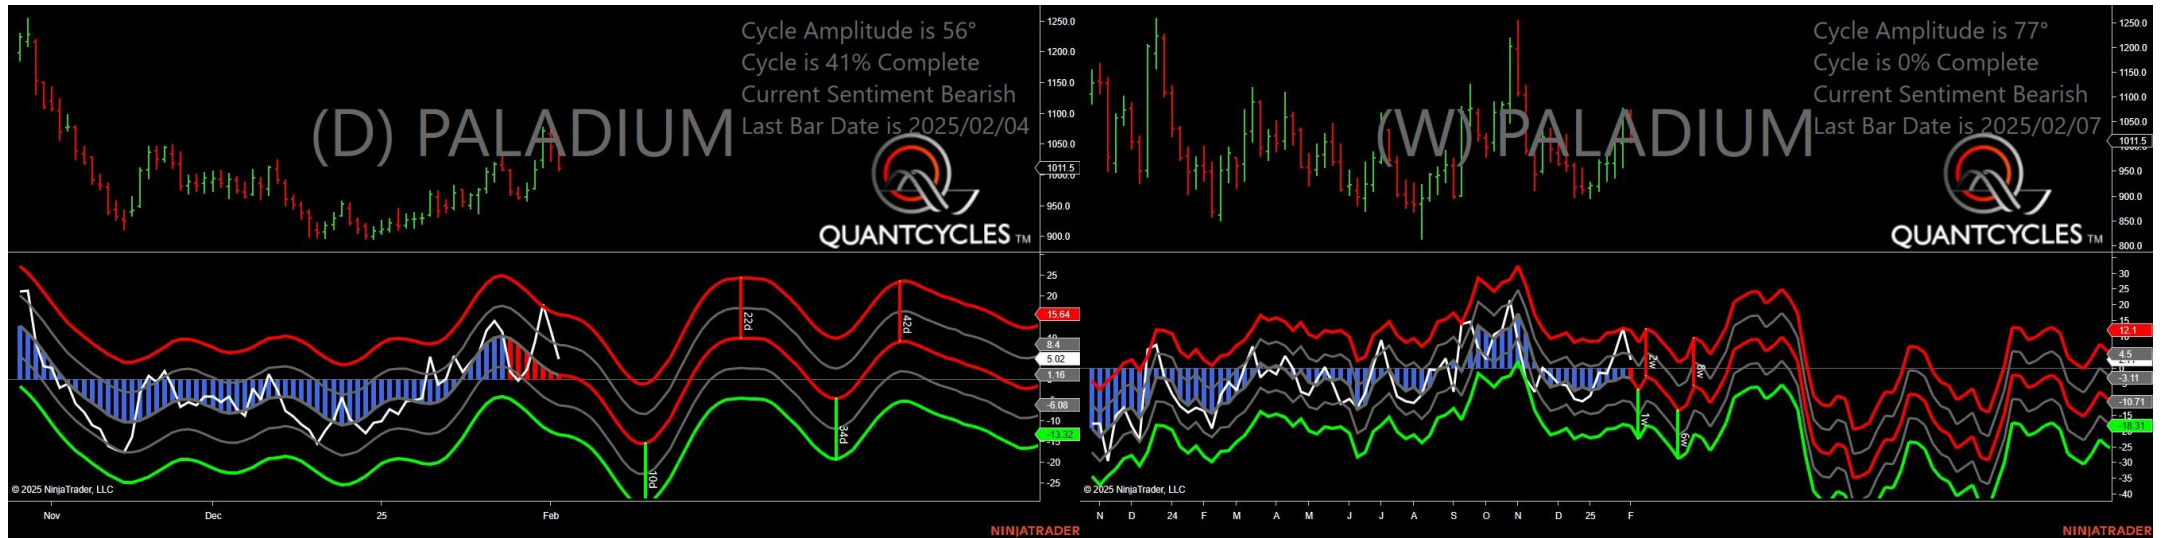 Cycle Amplitude is 56°
Cycle is 41% Complete
Current Sentiment Bearish
Last Bar Date is 2025/02/04
(D) PALADIUM
QUANTCYCLES TM
1250.0
1200.0
1150.0
1100.0
1050.0
1011.5
1000.0
950.0
900.0
25
20
15.64
10
8.4
5.02
1.16
-6.08
-10
-13.32
-15
-20
-25
22d
42d
34d
10d
© 2025 NinjaTrader, LLC
Nov
Dec
25
Feb
NINJATRADER
Cycle Amplitude is 77°
Cycle is 0% Complete
Current Sentiment Bearish
Last Bar Date is 2025/02/07
(W) PALADIUM
QUANTCYCLES TM
1250.0
1200.0
1150.0
1100.0
1050.0
1011.5
950.0
900.0
850.0
800.0
30
25
20
15
12.1
4.5
-3.11
-10.71
-15
-18.31
-25
-30
-35
-40
2w
8w
1w
6w
© 2025 NinjaTrader, LLC
N D 24 F M A M J J A S O N D 25 F
NINJATRADER